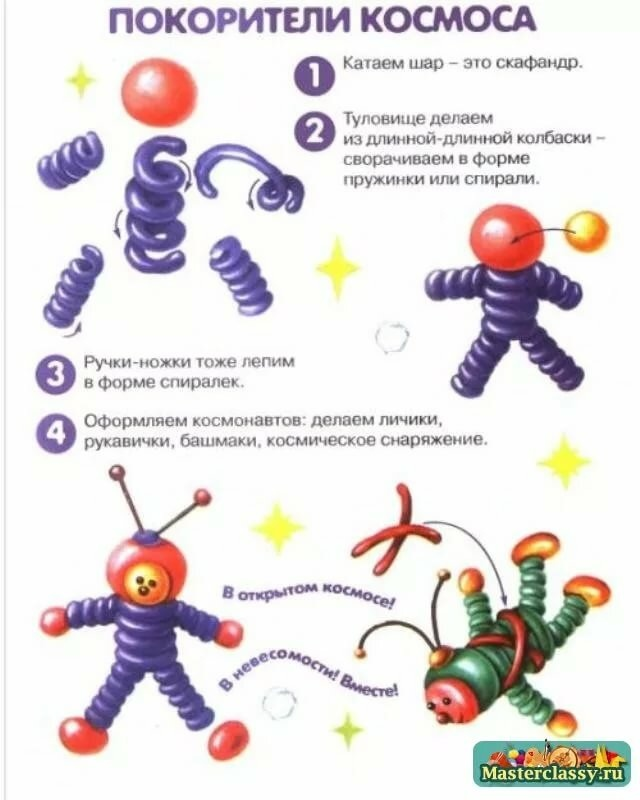 ПОКОРИТЕЛИ КОСМОСА
1 Катаем шар – это скафандр.
2 Туловище делаем
из длинной-длинной колбаски –
сворачиваем в форме
пружинки или спирали.
3 Ручки-ножки тоже лепим
в форме спиралек.
4 Оформляем космонавтов: делаем личики,
рукавички, башмаки, космическое снаряжение.
В открытом космосе!
В невесомости! Вместе!
Masterclassy.ru